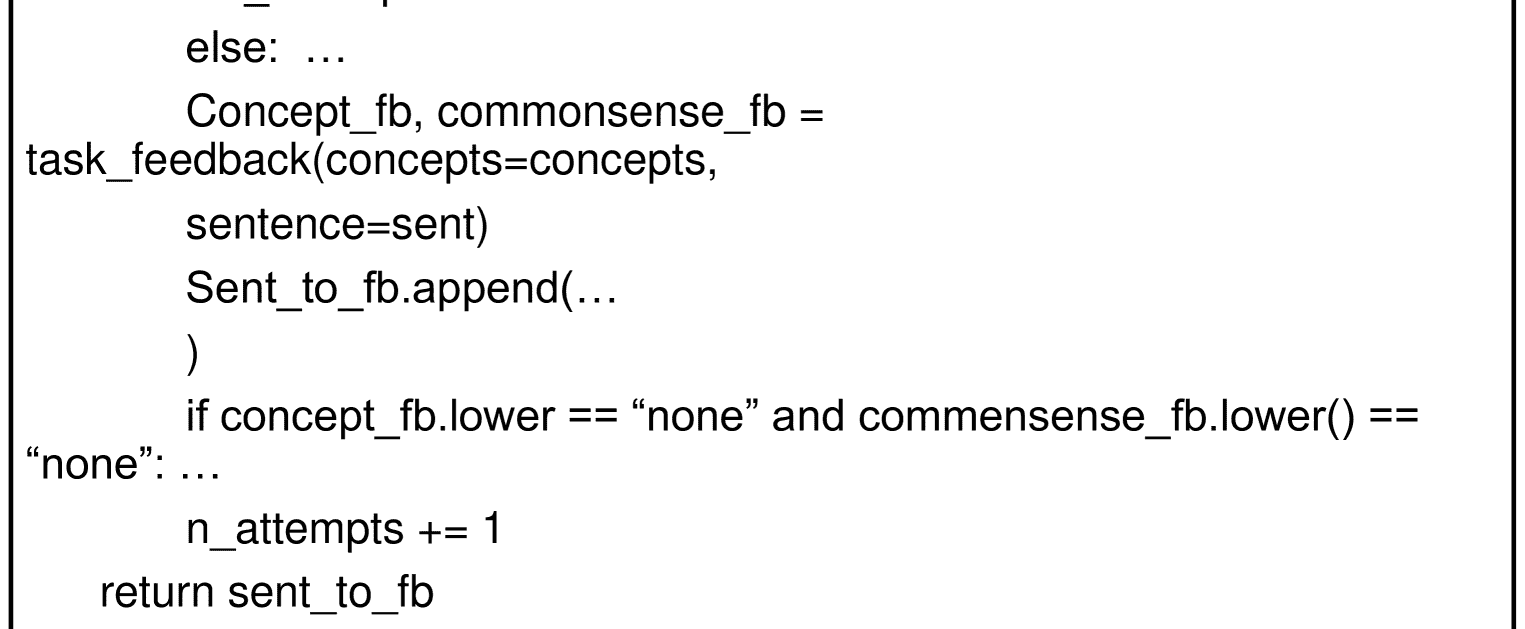 else: …
Concept_fb, commonsense_fb =
task_feedback(concepts=concepts,
sentence=sent)
Sent_to_fb.append(…
)
if concept_fb.lower == “none” and commensense_fb.lower() ==
“none”: …
n_attempts += 1
return sent_to_fb